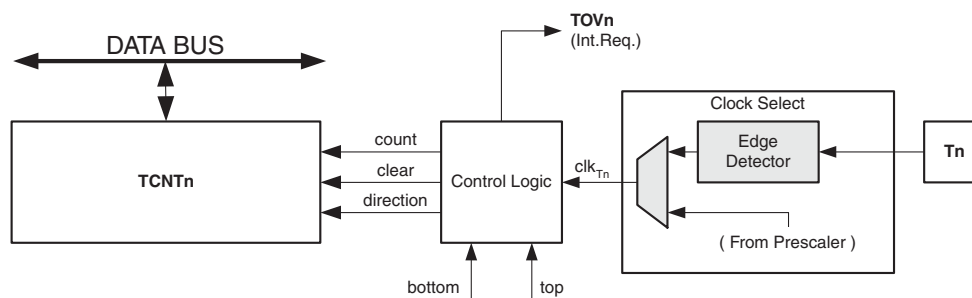 TOVn
(Int.Req.)
DATA BUS
Clock Select
count
Edge
Detector
Tn
TCNTn
clear
Control Logic
clkTn
direction
( From Prescaler )
bottom
top